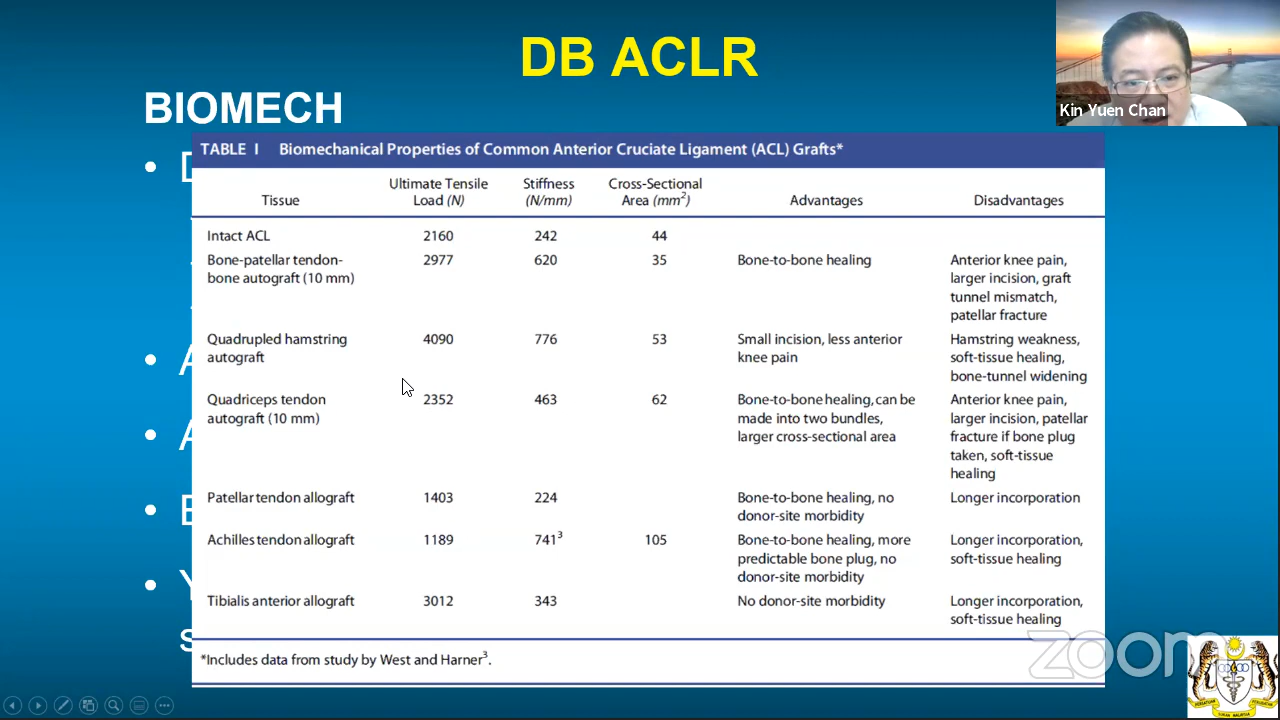 DB ACLR
BIOMECH
Kin Yuen Chan
TABLE I Biomechanical Properties of Common Anterior Cruciate Ligament (ACL) Grafts*
Tissue Ultimate Tensile Load (N) Stiffness (N/mm) Cross-Sectional Area (mm²) Advantages Disadvantages
Intact ACL 2160 242 44
Bone-patellar tendon- 2977 620 35 Bone-to-bone healing Anterior knee pain,
bone autograft (10 mm) larger incision, graft
tunnel mismatch,
patellar fracture
Quadrupled hamstring 4090 776 53 Small incision, less anterior Hamstring weakness,
autograft knee pain soft-tissue healing,
bone-tunnel widening
Quadriceps tendon 2352 463 62 Bone-to-bone healing, can be Anterior knee pain,
autograft (10 mm) made into two bundles, larger incision, patellar
larger cross-sectional area fracture if bone plug
taken, soft-tissue
healing
Patellar tendon allograft 1403 224 Bone-to-bone healing, no Longer incorporation
donor-site morbidity
Achilles tendon allograft 1189 741³ 105 Bone-to-bone healing, more Longer incorporation,
predictable bone plug, no soft-tissue healing
donor-site morbidity
Tibialis anterior allograft 3012 343 No donor-site morbidity Longer incorporation,
soft-tissue healing
*Includes data from study by West and Harner³.
zoom